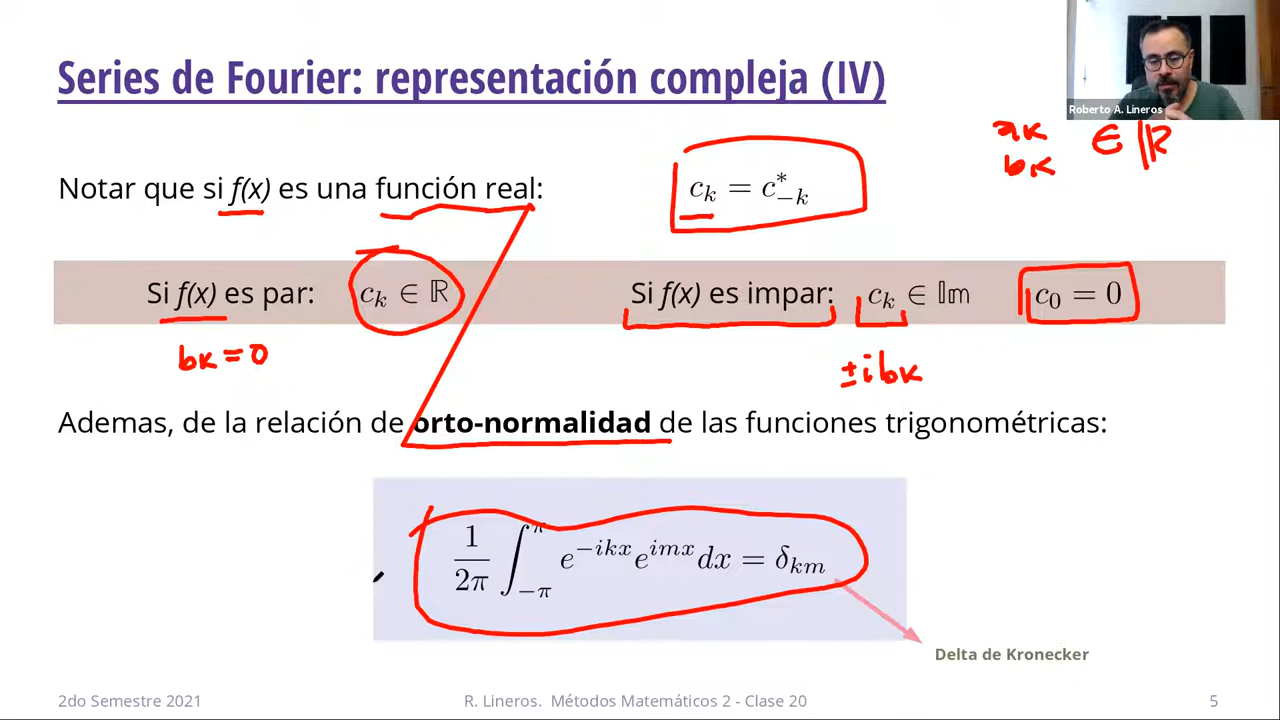 Series de Fourier: representación compleja (IV)
Roberto A. Lineros
ak
bk ∈ ℝ
Notar que si f(x) es una función real: c_k = c^*_{-k}
Si f(x) es par: c_k ∈ ℝ Si f(x) es impar: c_k ∈ 𝕀m c_0 = 0
bk = 0
± i bk
Ademas, de la relación de orto-normalidad de las funciones trigonométricas:
\frac{1}{2π} \int_{-π}^{π} e^{-ikx} e^{imx} dx = δ_{km}
Delta de Kronecker
2do Semestre 2021 R. Lineros. Métodos Matemáticos 2 - Clase 20 5